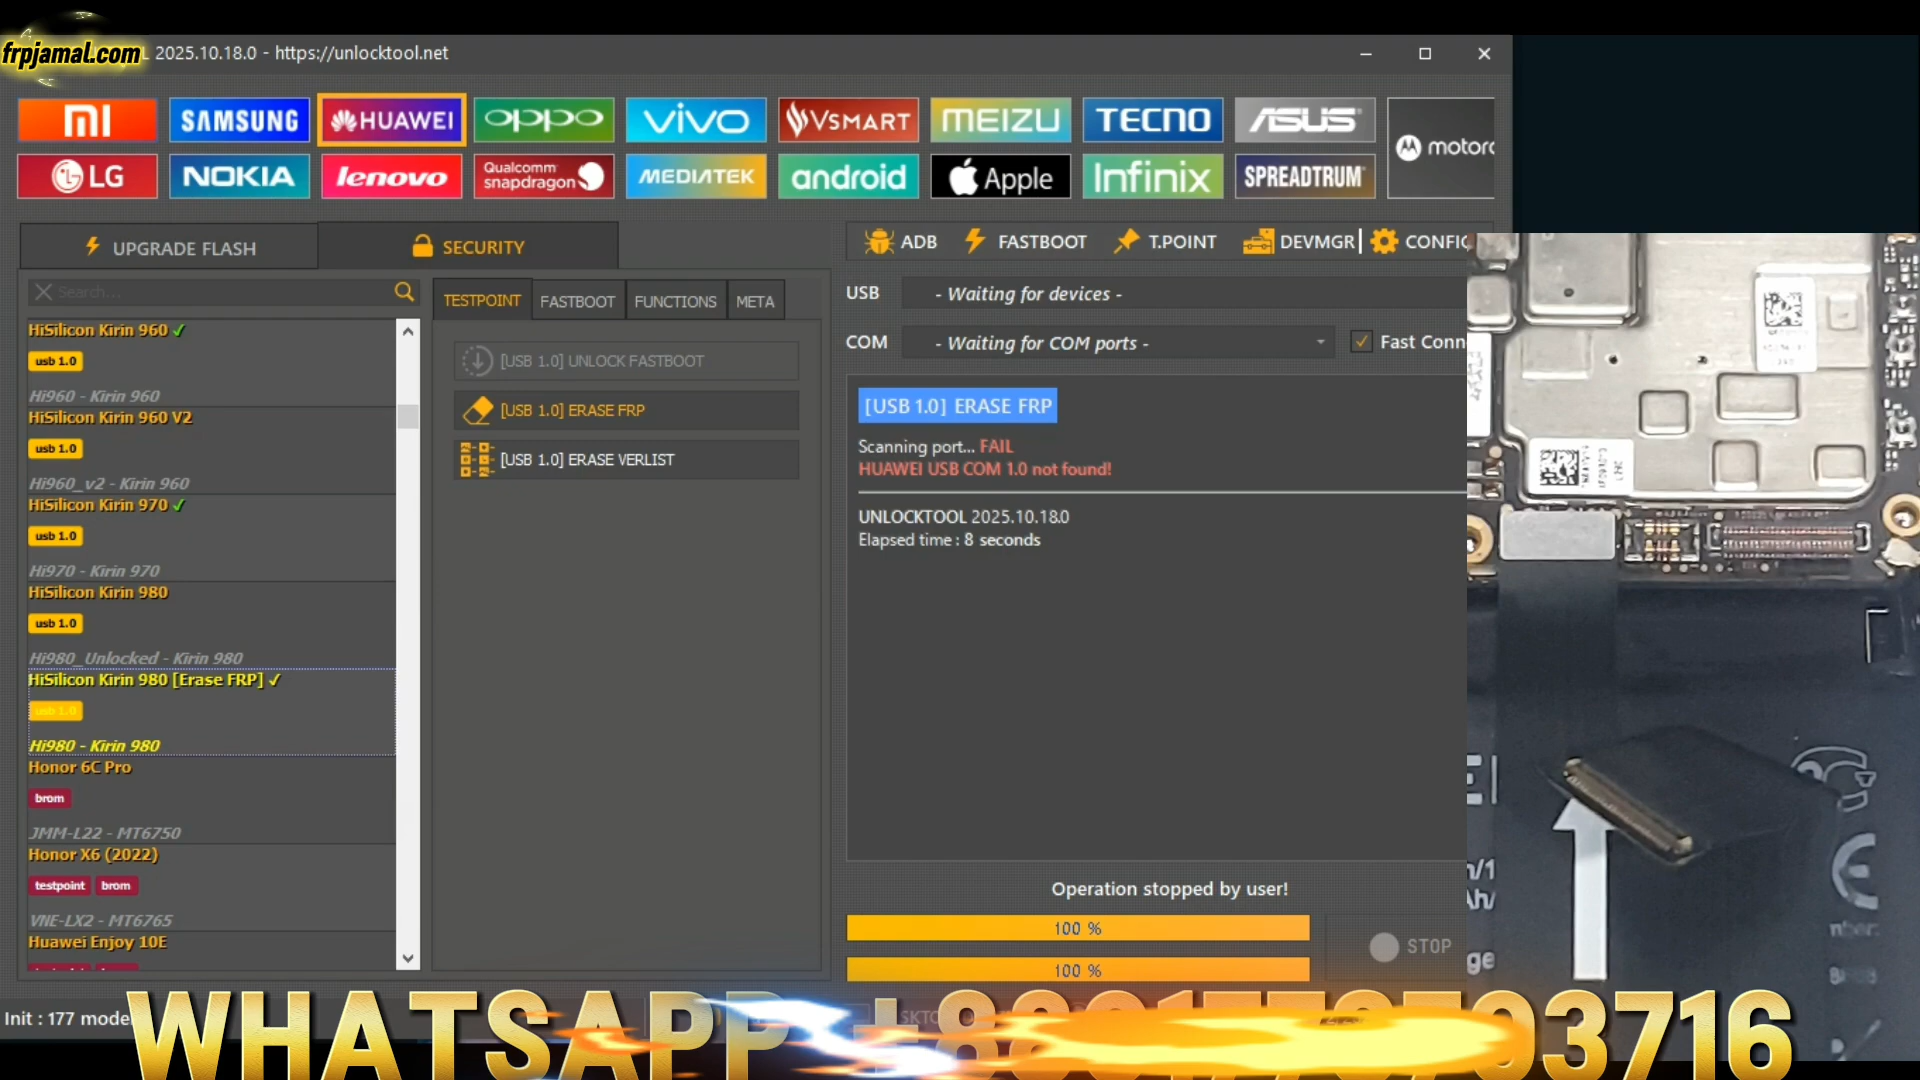 frpjamal.com
2025.10.18.0 - https://unlocktool.net
MI SAMSUNG HUAWEI OPPO VIVO VSMART MEIZU TECNO ASUS
LG NOKIA lenovo Qualcomm snapdragon MEDIATEK android Apple Infinix SPREADTRUM
UPGRADE FLASH SECURITY
ADB FASTBOOT T.POINT DEVMGR CONFIG
Search...
TESTPOINT FASTBOOT FUNCTIONS META
USB - Waiting for devices -
COM - Waiting for COM ports - Fast Conn
HiSilicon Kirin 960 ✓
usb 1.0
Hi960 - Kirin 960
HiSilicon Kirin 960 V2
usb 1.0
Hi960_v2 - Kirin 960
HiSilicon Kirin 970 ✓
usb 1.0
Hi970 - Kirin 970
HiSilicon Kirin 980
usb 1.0
Hi980_Unlocked - Kirin 980
HiSilicon Kirin 980 [Erase FRP] ✓
usb 1.0
Hi980 - Kirin 980
Honor 6C Pro
brom
JMM-L22 - MT6750
Honor X6 (2022)
testpoint brom
VNE-LX2 - MT6765
Huawei Enjoy 10E
[USB 1.0] UNLOCK FASTBOOT
[USB 1.0] ERASE FRP
[USB 1.0] ERASE VERLIST
[USB 1.0] ERASE FRP
Scanning port... FAIL
HUAWEI USB COM 1.0 not found!
UNLOCKTOOL 2025.10.18.0
Elapsed time : 8 seconds
Operation stopped by user!
100 %
100 %
STOP
Init : 177 mode
WHATSAPP